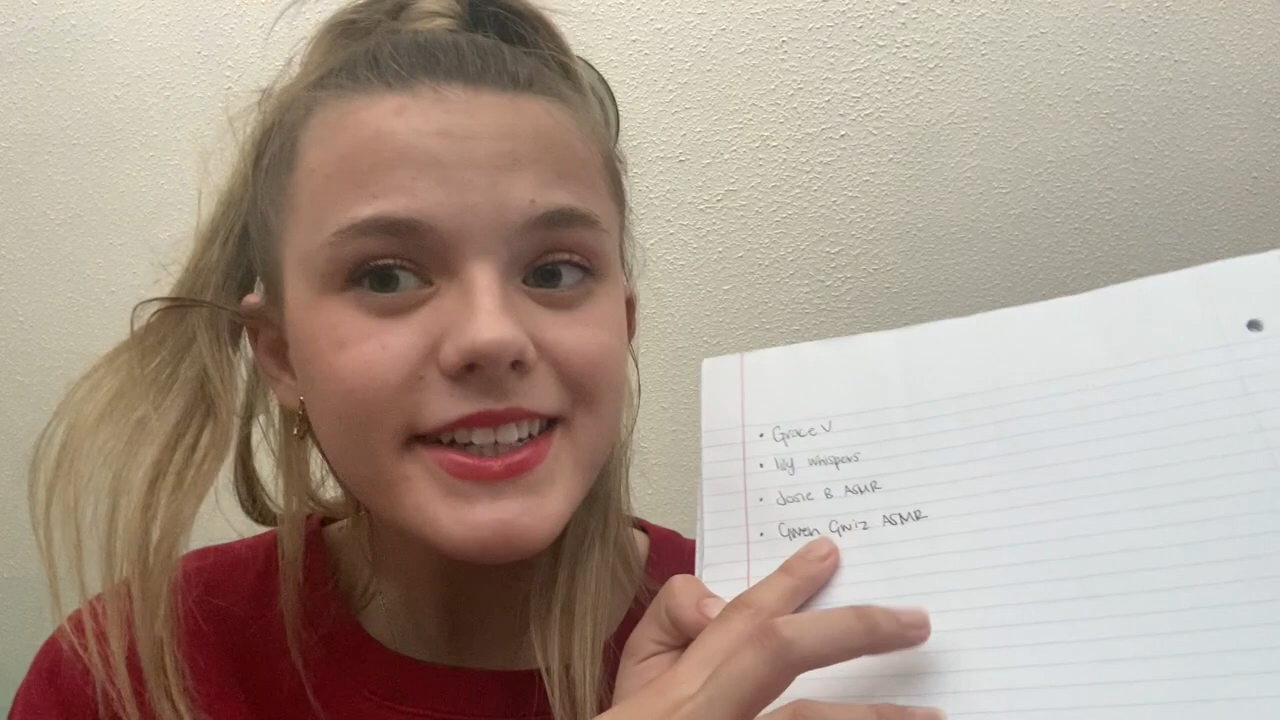 • Grace V
• lily whispers
• Josie B ASMR
• Gwen Gwiz ASMR